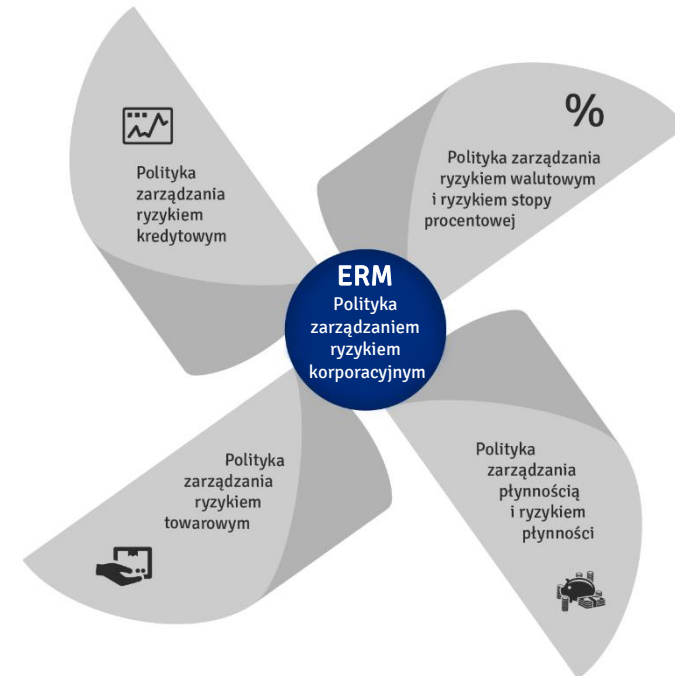 Polityka
zarządzania
ryzykiem
kredytowym
%
Polityka zarządzania
ryzykiem walutowym
i ryzykiem stopy
procentowej
ERM
Polityka
zarządzaniem
ryzykiem
korporacyjnym
Polityka
zarządzania
ryzykiem
towarowym
Polityka
zarządzania
płynnością
i ryzykiem
płynności